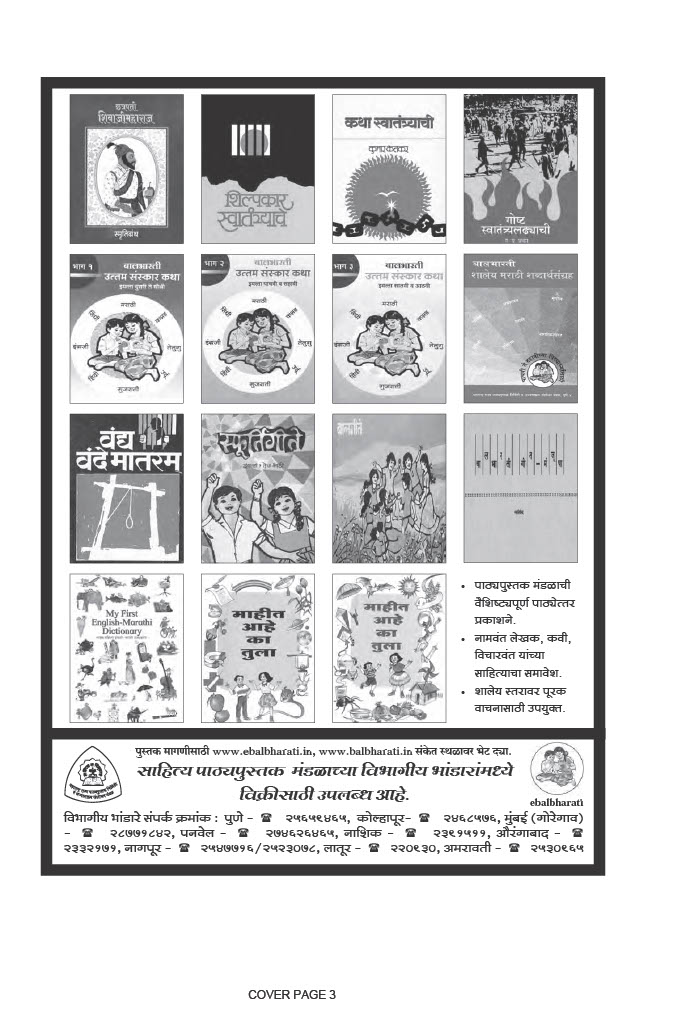 छत्रपती
शिवाजीमहाराज
स्मृतिग्रंथ
शिल्पकार
स्वातंत्र्याचे
कथा स्वातंत्र्याची
कुमार केतकर
गोष्ट
स्वातंत्र्यलढ्याची
भाग १
बालभारती
उत्तम संस्कार कथा
इयत्ता दुसरी ते चौथी
मराठी
हिंदी
कन्नड
इंग्रजी
तेलुगु
सिंधी
उर्दू
गुजराती
भाग २
बालभारती
उत्तम संस्कार कथा
इयत्ता पाचवी व सहावी
मराठी
हिंदी
कन्नड
इंग्रजी
तेलुगु
सिंधी
उर्दू
गुजराती
भाग ३
बालभारती
उत्तम संस्कार कथा
इयत्ता सातवी व आठवी
मराठी
हिंदी
कन्नड
इंग्रजी
तेलुगु
सिंधी
उर्दू
गुजराती
बालभारती
शालेय मराठी शब्दार्थसंग्रह
वंद्य
वंदे मातरम
स्फूर्तिगीते
बालगीते
My First
English-Marathi
Dictionary
माहीत
आहे
का
तुला
माहीत
आहे
का
तुला
• पाठ्यपुस्तक मंडळाची
वैशिष्ट्यपूर्ण पाठ्येत्तर
प्रकाशने.
• नामवंत लेखक, कवी,
विचारवंत यांच्या
साहित्याचा समावेश.
• शालेय स्तरावर पूरक
वाचनासाठी उपयुक्त.
पुस्तक मागणीसाठी www.ebalbharati.in, www.balbharati.in संकेत स्थळावर भेट द्या.
साहित्य पाठ्यपुस्तक मंडळाच्या विभागीय भांडारांमध्ये
विक्रीसाठी उपलब्ध आहे.
ebalbharati
विभागीय भांडारे संपर्क क्रमांक : पुणे - ☎ २५६५९४६५, कोल्हापूर- ☎ २४६८५७६, मुंबई (गोरेगाव)
- ☎ २८७७१८४२, पनवेल - ☎ २७४६२६४६५, नाशिक - ☎ २३९१५११, औरंगाबाद - ☎
२३३२१७१, नागपूर - ☎ २५४७७१६/२५२३०७८, लातूर - ☎ २२०९३०, अमरावती - ☎ २५३०९६५
COVER PAGE 3